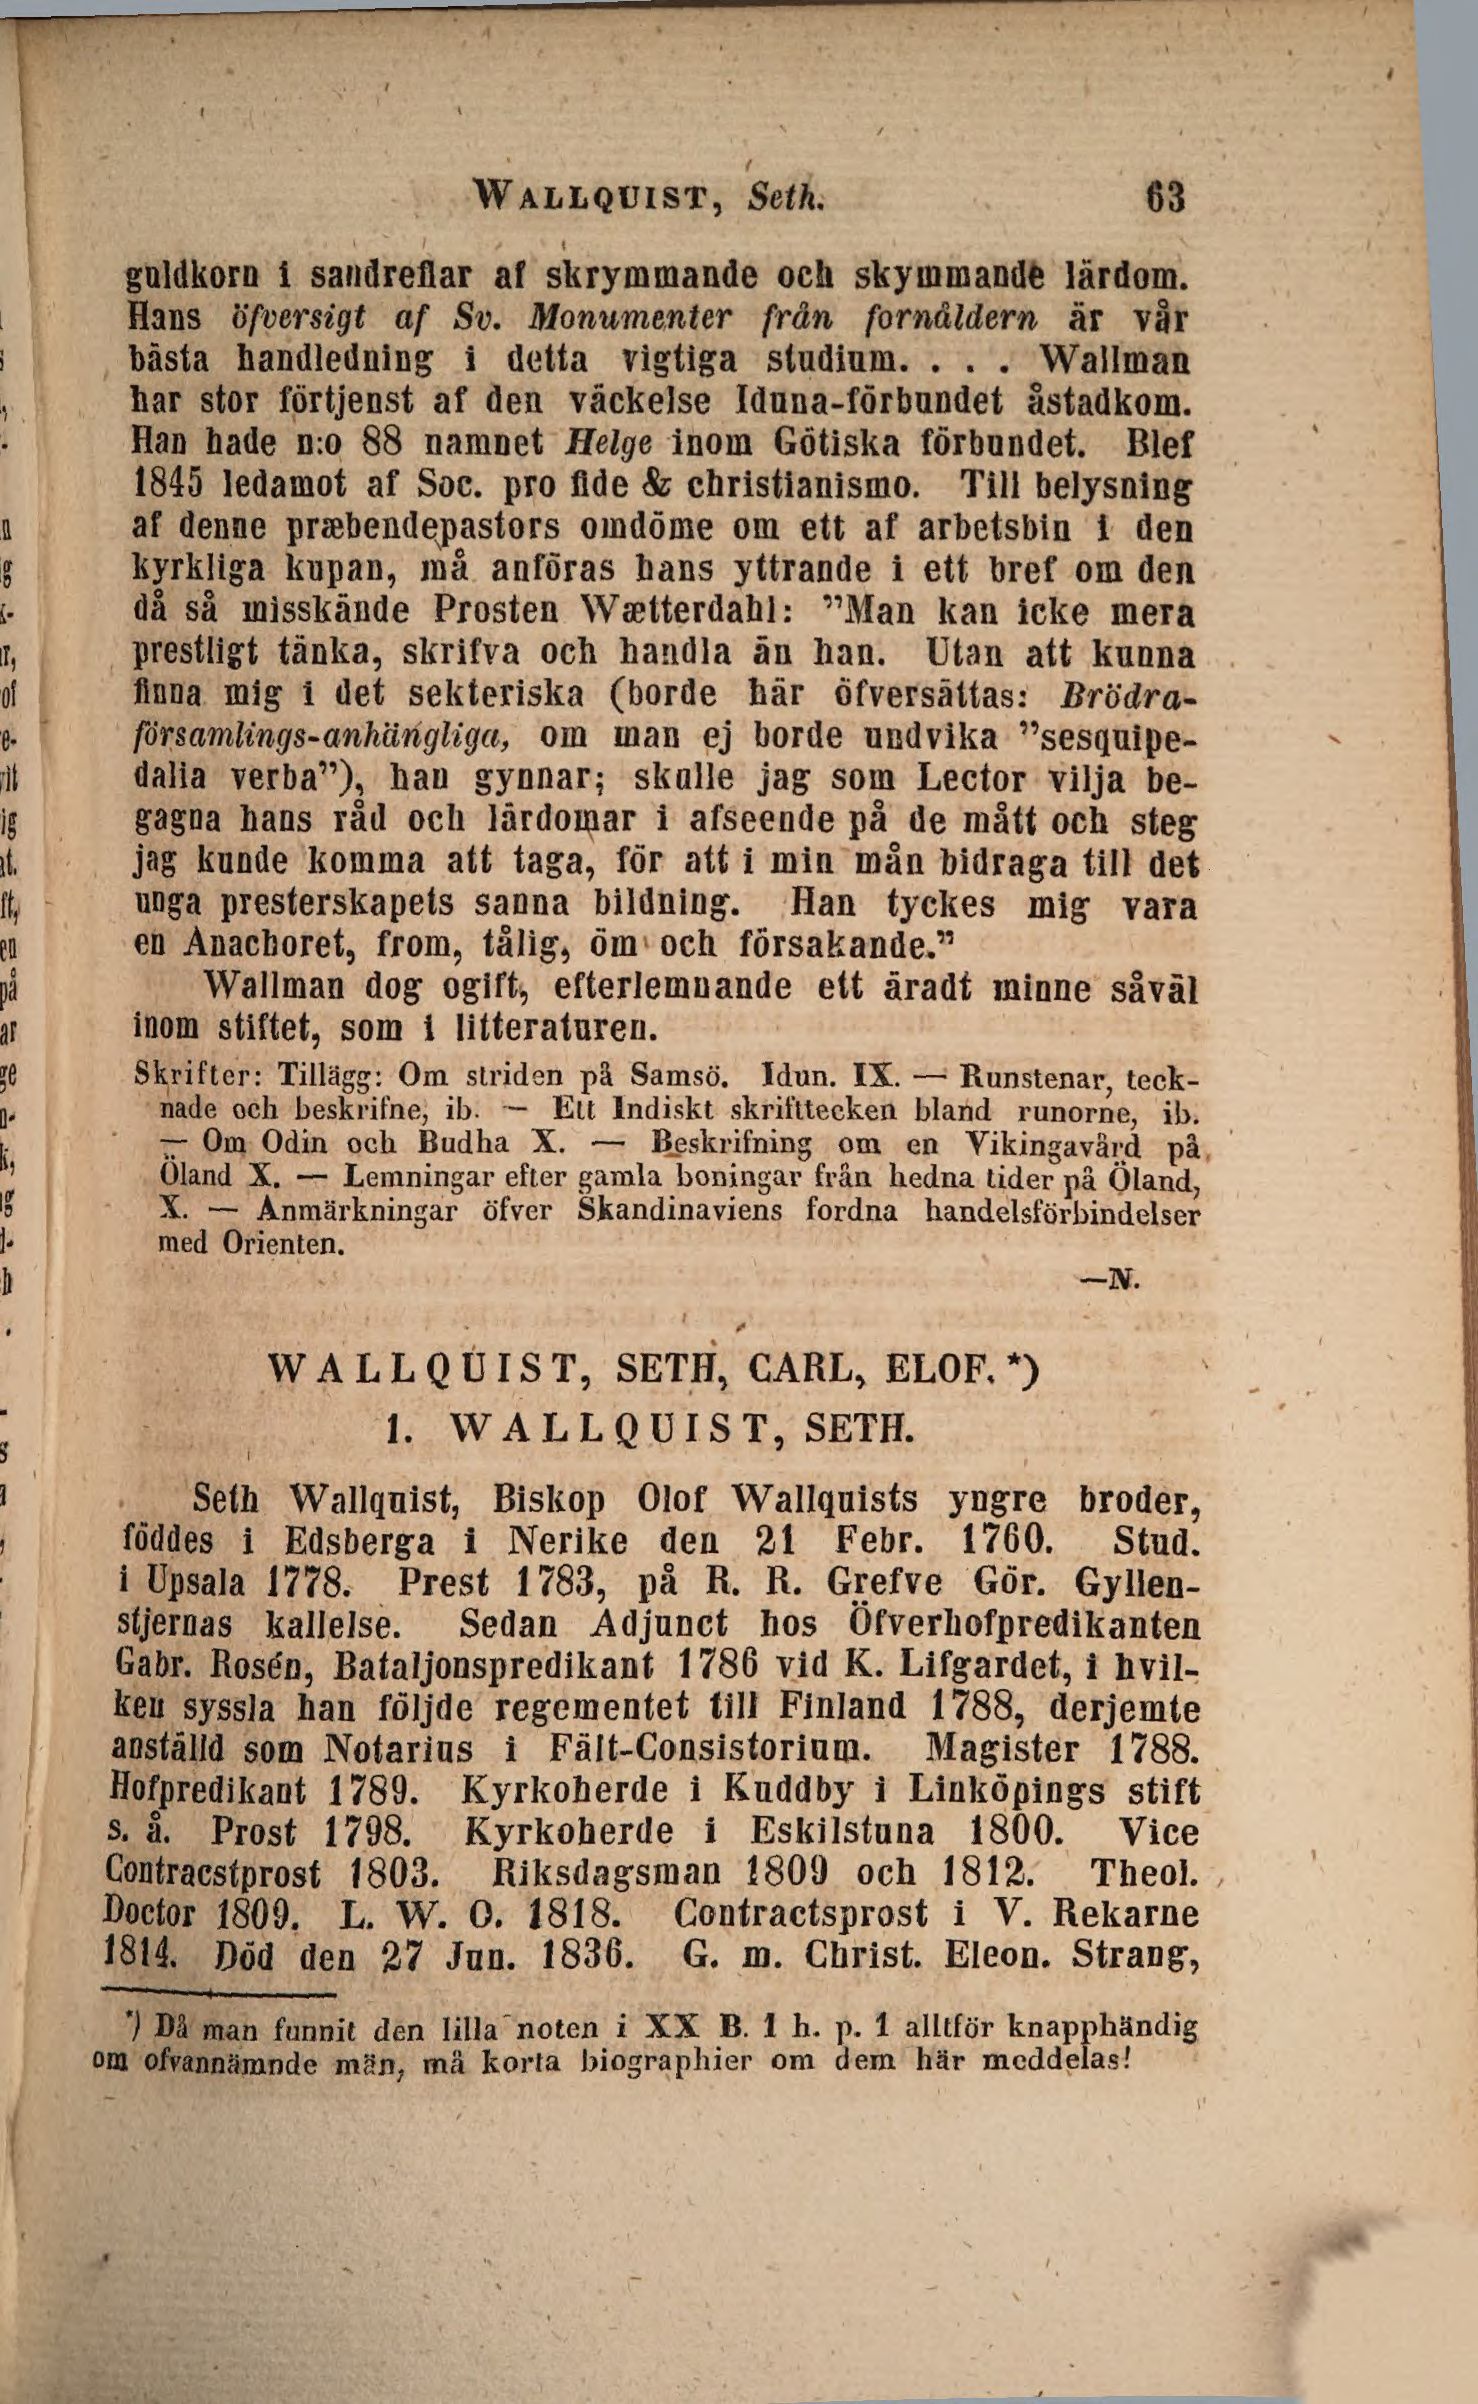 WALLQUIST, Seth. 63
guldkorn i sandreflar af skrymmande och skymmande lärdom.
Hans öfversigt af Sv. Monumenter från fornåldern är vår
bästa handledning i detta vigtiga studium. . . . Wallman
har stor förtjenst af den väckelse Iduna-förbundet åstadkom.
Han hade n:o 88 namnet Helge inom Götiska förbundet. Blef
1845 ledamot af Soc. pro fide & christianismo. Till belysning
af denne præbendepastors omdöme om ett af arbetsbin i den
kyrkliga kupan, må anföras hans yttrande i ett bref om den
då så misskände Prosten Wætterdahl: ”Man kan icke mera
prestligt tänka, skrifva och handla än han. Utan att kunna
finna mig i det sekteriska (borde här öfversättas: Brödra-
församlings-anhängliga, om man ej borde undvika ”sesquipe-
dalia verba”), han gynnar; skulle jag som Lector vilja be-
gagna hans råd och lärdomar i afseende på de mått och steg
jag kunde komma att taga, för att i min mån bidraga till det
unga presterskapets sanna bildning. Han tyckes mig vara
en Anachoret, from, tålig, öm och försakande.”
Wallman dog ogift, efterlemnande ett äradt minne såväl
inom stiftet, som i litteraturen.
Skrifter: Tillägg: Om striden på Samsö. Idun. IX. — Runstenar, teck-
nade och beskrifne, ib. — Ett Indiskt skrifttecken bland runorne, ib.
— Om Odin och Budha X. — Beskrifning om en Vikingavård på
Öland X. — Lemningar efter gamla boningar från hedna tider på Öland,
X. — Anmärkningar öfver Skandinaviens fordna handelsförbindelser
med Orienten.
—N.
WALLQUIST, SETH, CARL, ELOF.*)
1. WALLQUIST, SETH.
Seth Wallquist, Biskop Olof Wallquists yngre broder,
föddes i Edsberga i Nerike den 21 Febr. 1760. Stud.
i Upsala 1778. Prest 1783, på R. R. Grefve Gör. Gyllen-
stjernas kallelse. Sedan Adjunct hos Öfverhofpredikanten
Gabr. Rosén, Bataljonspredikant 1786 vid K. Lifgardet, i hvil-
ken syssla han följde regementet till Finland 1788, derjemte
anställd som Notarius i Fält-Consistorium. Magister 1788.
Hofpredikant 1789. Kyrkoherde i Kuddby i Linköpings stift
s. å. Prost 1798. Kyrkoherde i Eskilstuna 1800. Vice
Contracstprost 1803. Riksdagsman 1809 och 1812. Theol.
Doctor 1809. L. W. O. 1818. Contractsprost i V. Rekarne
1814. Död den 27 Jun. 1836. G. m. Christ. Eleon. Strang,
*) Då man funnit den lilla noten i XX B. 1 h. p. 1 alltför knapphändig
om ofvannämnde män, må korta biographier om dem här meddelas!